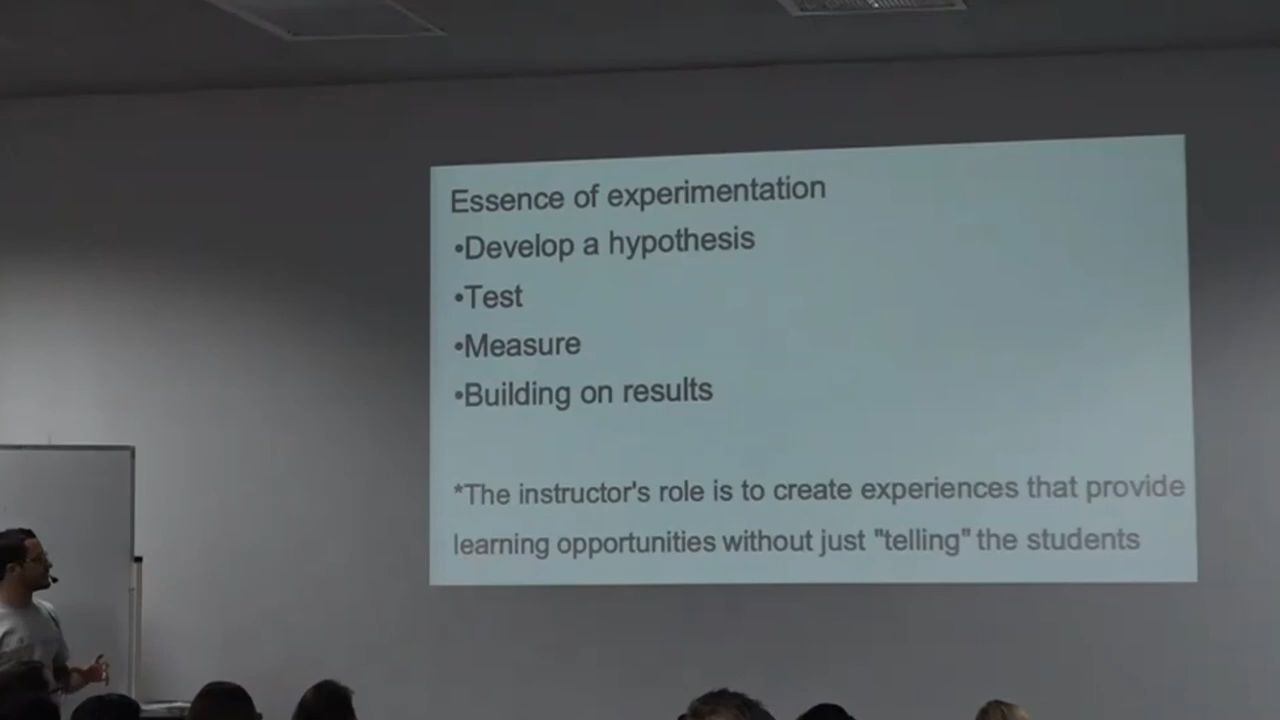 Essence of experimentation
•Develop a hypothesis
•Test
•Measure
•Building on results
*The instructor's role is to create experiences that provide
learning opportunities without just "telling" the students